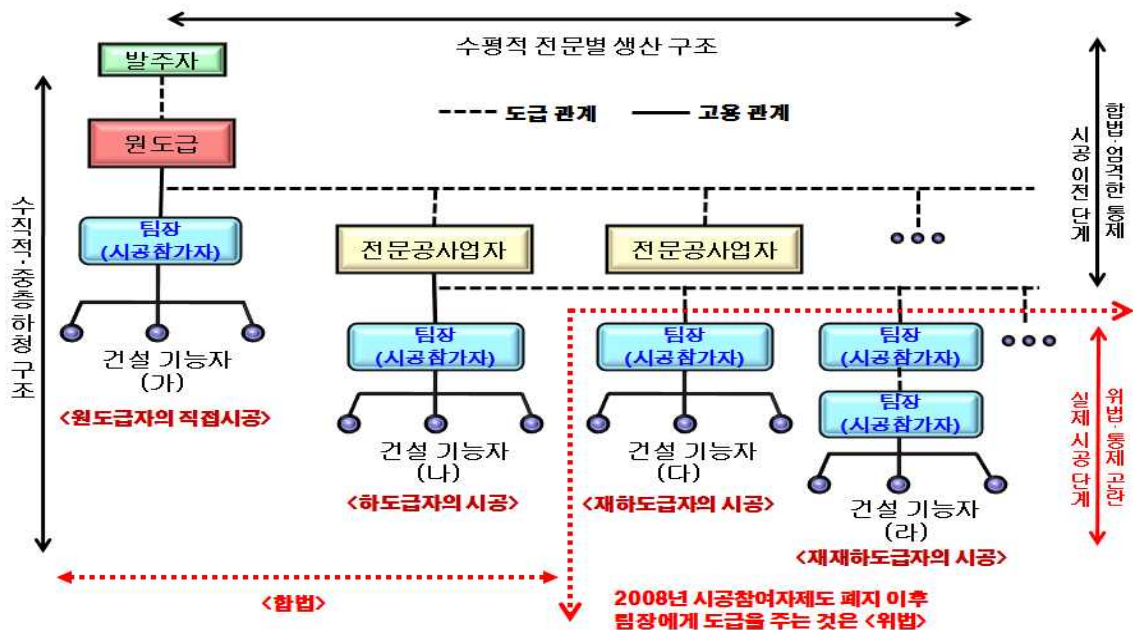 수평적 전문별 생산 구조
발주자
도급 관계
고용 관계
원도급
팀장
(시공참가자)
전문공사업자
전문공사업자
건설 기능자
(가)
<원도급자의 직접시공>
팀장
(시공참가자)
건설 기능자
(나)
<하도급자의 시공>
팀장
(시공참가자)
건설 기능자
(다)
<재하도급자의 시공>
팀장
(시공참가자)
팀장
(시공참가자)
건설 기능자
(라)
<재재하도급자의 시공>
수직적·중층 하청 구조
합법·엄격한 통제
시공 이전 단계
위법·통제 곤란
실제 시공 단계
<합법>
2008년 시공참여자제도 폐지 이후
팀장에게 도급을 주는 것은 <위법>